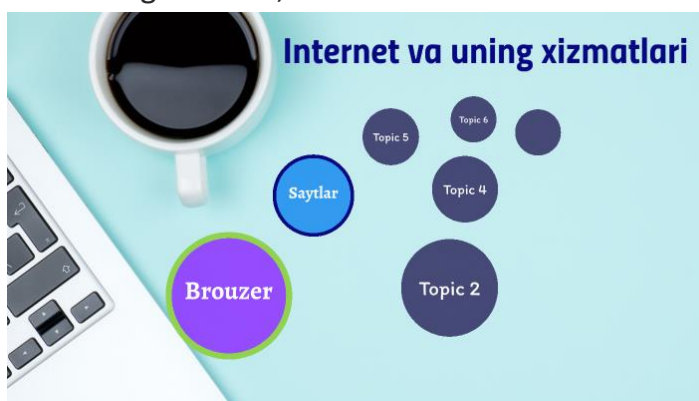 Internet va uning xizmatlari
Topic 6
Topic 5
Saytlar
Topic 4
Brouzer
Topic 2